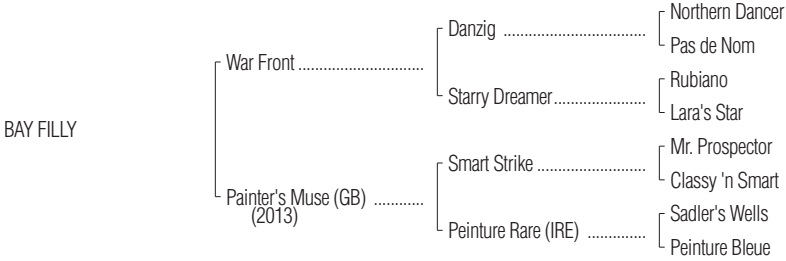 Northern Dancer
Danzig ..................................
Pas de Nom
War Front ..............................
Rubiano
Starry Dreamer......................
Lara's Star
BAY FILLY
Mr. Prospector
Smart Strike ..........................
Classy 'n Smart
Painter's Muse (GB) ............
(2013)
Sadler's Wells
Peinture Rare (IRE) ..............
Peinture Bleue